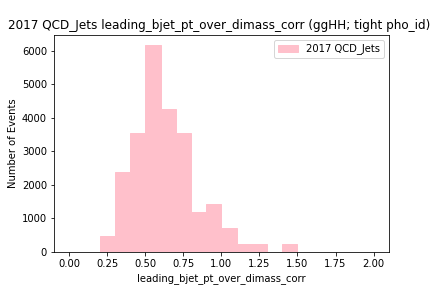 2017 QCD_Jets leading_bjet_pt_over_dimass_corr (ggHH; tight pho_id)
2017 QCD_Jets
Number of Events
6000
5000
4000
3000
2000
1000
0
0.00 0.25 0.50 0.75 1.00 1.25 1.50 1.75 2.00
leading_bjet_pt_over_dimass_corr